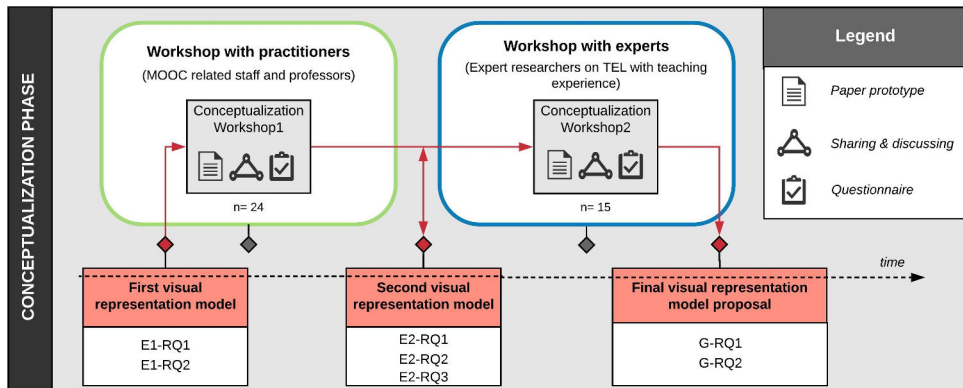 CONCEPTUALIZATION PHASE
Workshop with practitioners
(MOOC related staff and professors)
Conceptualization
Workshop1
n= 24
Workshop with experts
(Expert researchers on TEL with teaching
experience)
Conceptualization
Workshop2
n= 15
Legend
Paper prototype
Sharing & discussing
Questionnaire
time
First visual
representation model
E1-RQ1
E1-RQ2
Second visual
representation model
E2-RQ1
E2-RQ2
E2-RQ3
Final visual representation
model proposal
G-RQ1
G-RQ2